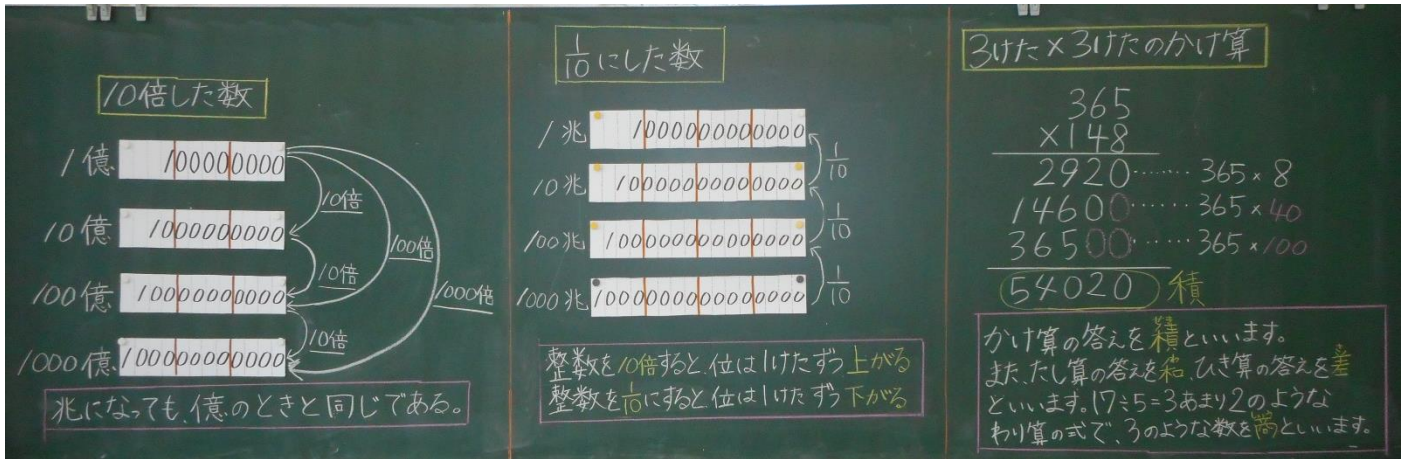 10倍した数
1億 100000000
10億 1000000000
100億 10000000000
1000億 100000000000
10倍
10倍
10倍
100倍
1000倍
兆になっても、億のときと同じである。
1/10にした数
1兆 1000000000000
10兆 10000000000000
100兆 100000000000000
1000兆 1000000000000000
1/10
1/10
1/10
整数を10倍すると、位は1けたずつ上がる
整数を1/10にすると位は1けたずつ下がる
3けた×3けたのかけ算
365
×148
2920……365×8
14600……365×40
36500……365×100
54020 積
かけ算の答えを積といいます。
また、たし算の答えを和、ひき算の答えを差
といいます。17÷5=3あまり2のような
わり算の式で、3のような数を商といいます。